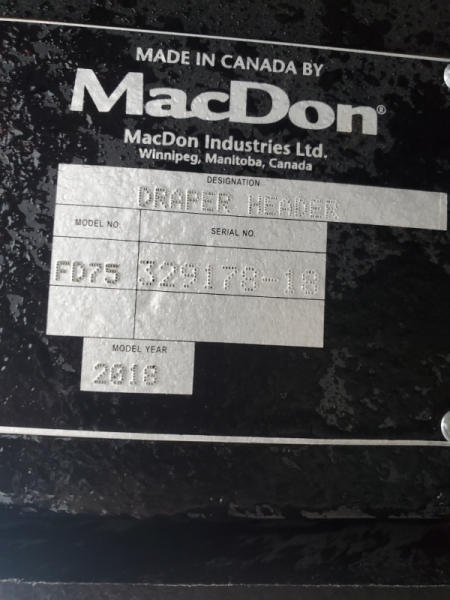 MADE IN CANADA BY
MacDon®
MacDon Industries Ltd.
Winnipeg, Manitoba, Canada
DESIGNATION
DRAPER HEADER
MODEL NO.
SERIAL NO.
FD75
329178-18
MODEL YEAR
2018